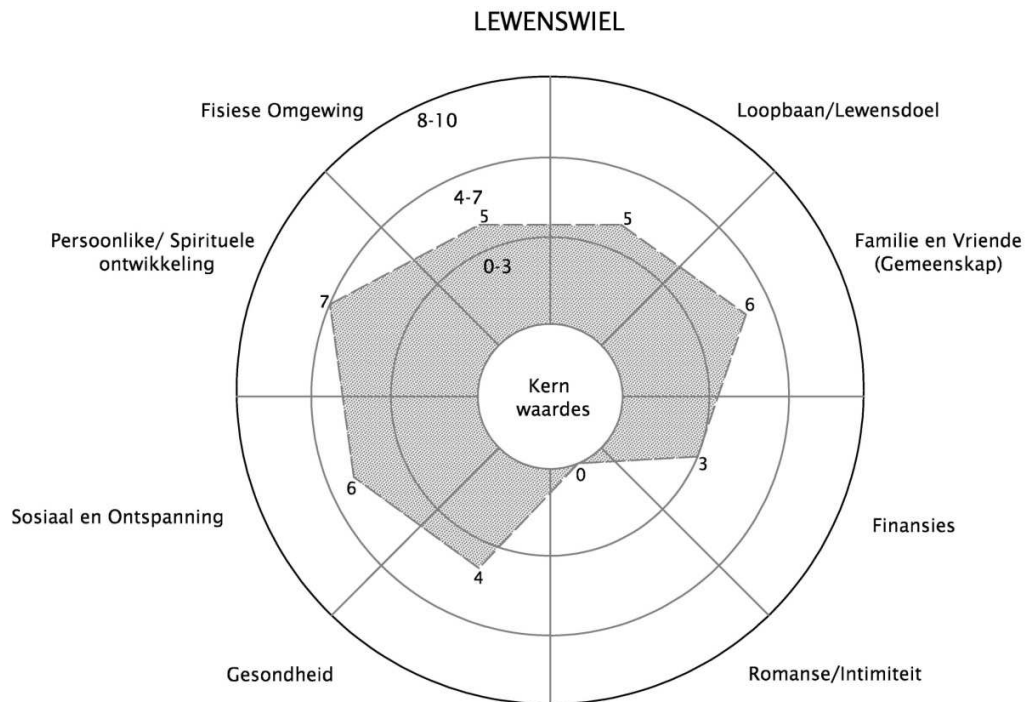 LEWENSWIEL
Fisiese Omgewing
8-10
Loopbaan/Lewensdoel
4-7
5
5
Persoonlike/ Spirituele
ontwikkeling
Familie en Vriende
(Gemeenskap)
0-3
7
6
Kern
waardes
3
0
6
Sosiaal en Ontspanning
Finansies
4
Gesondheid
Romanse/Intimiteit